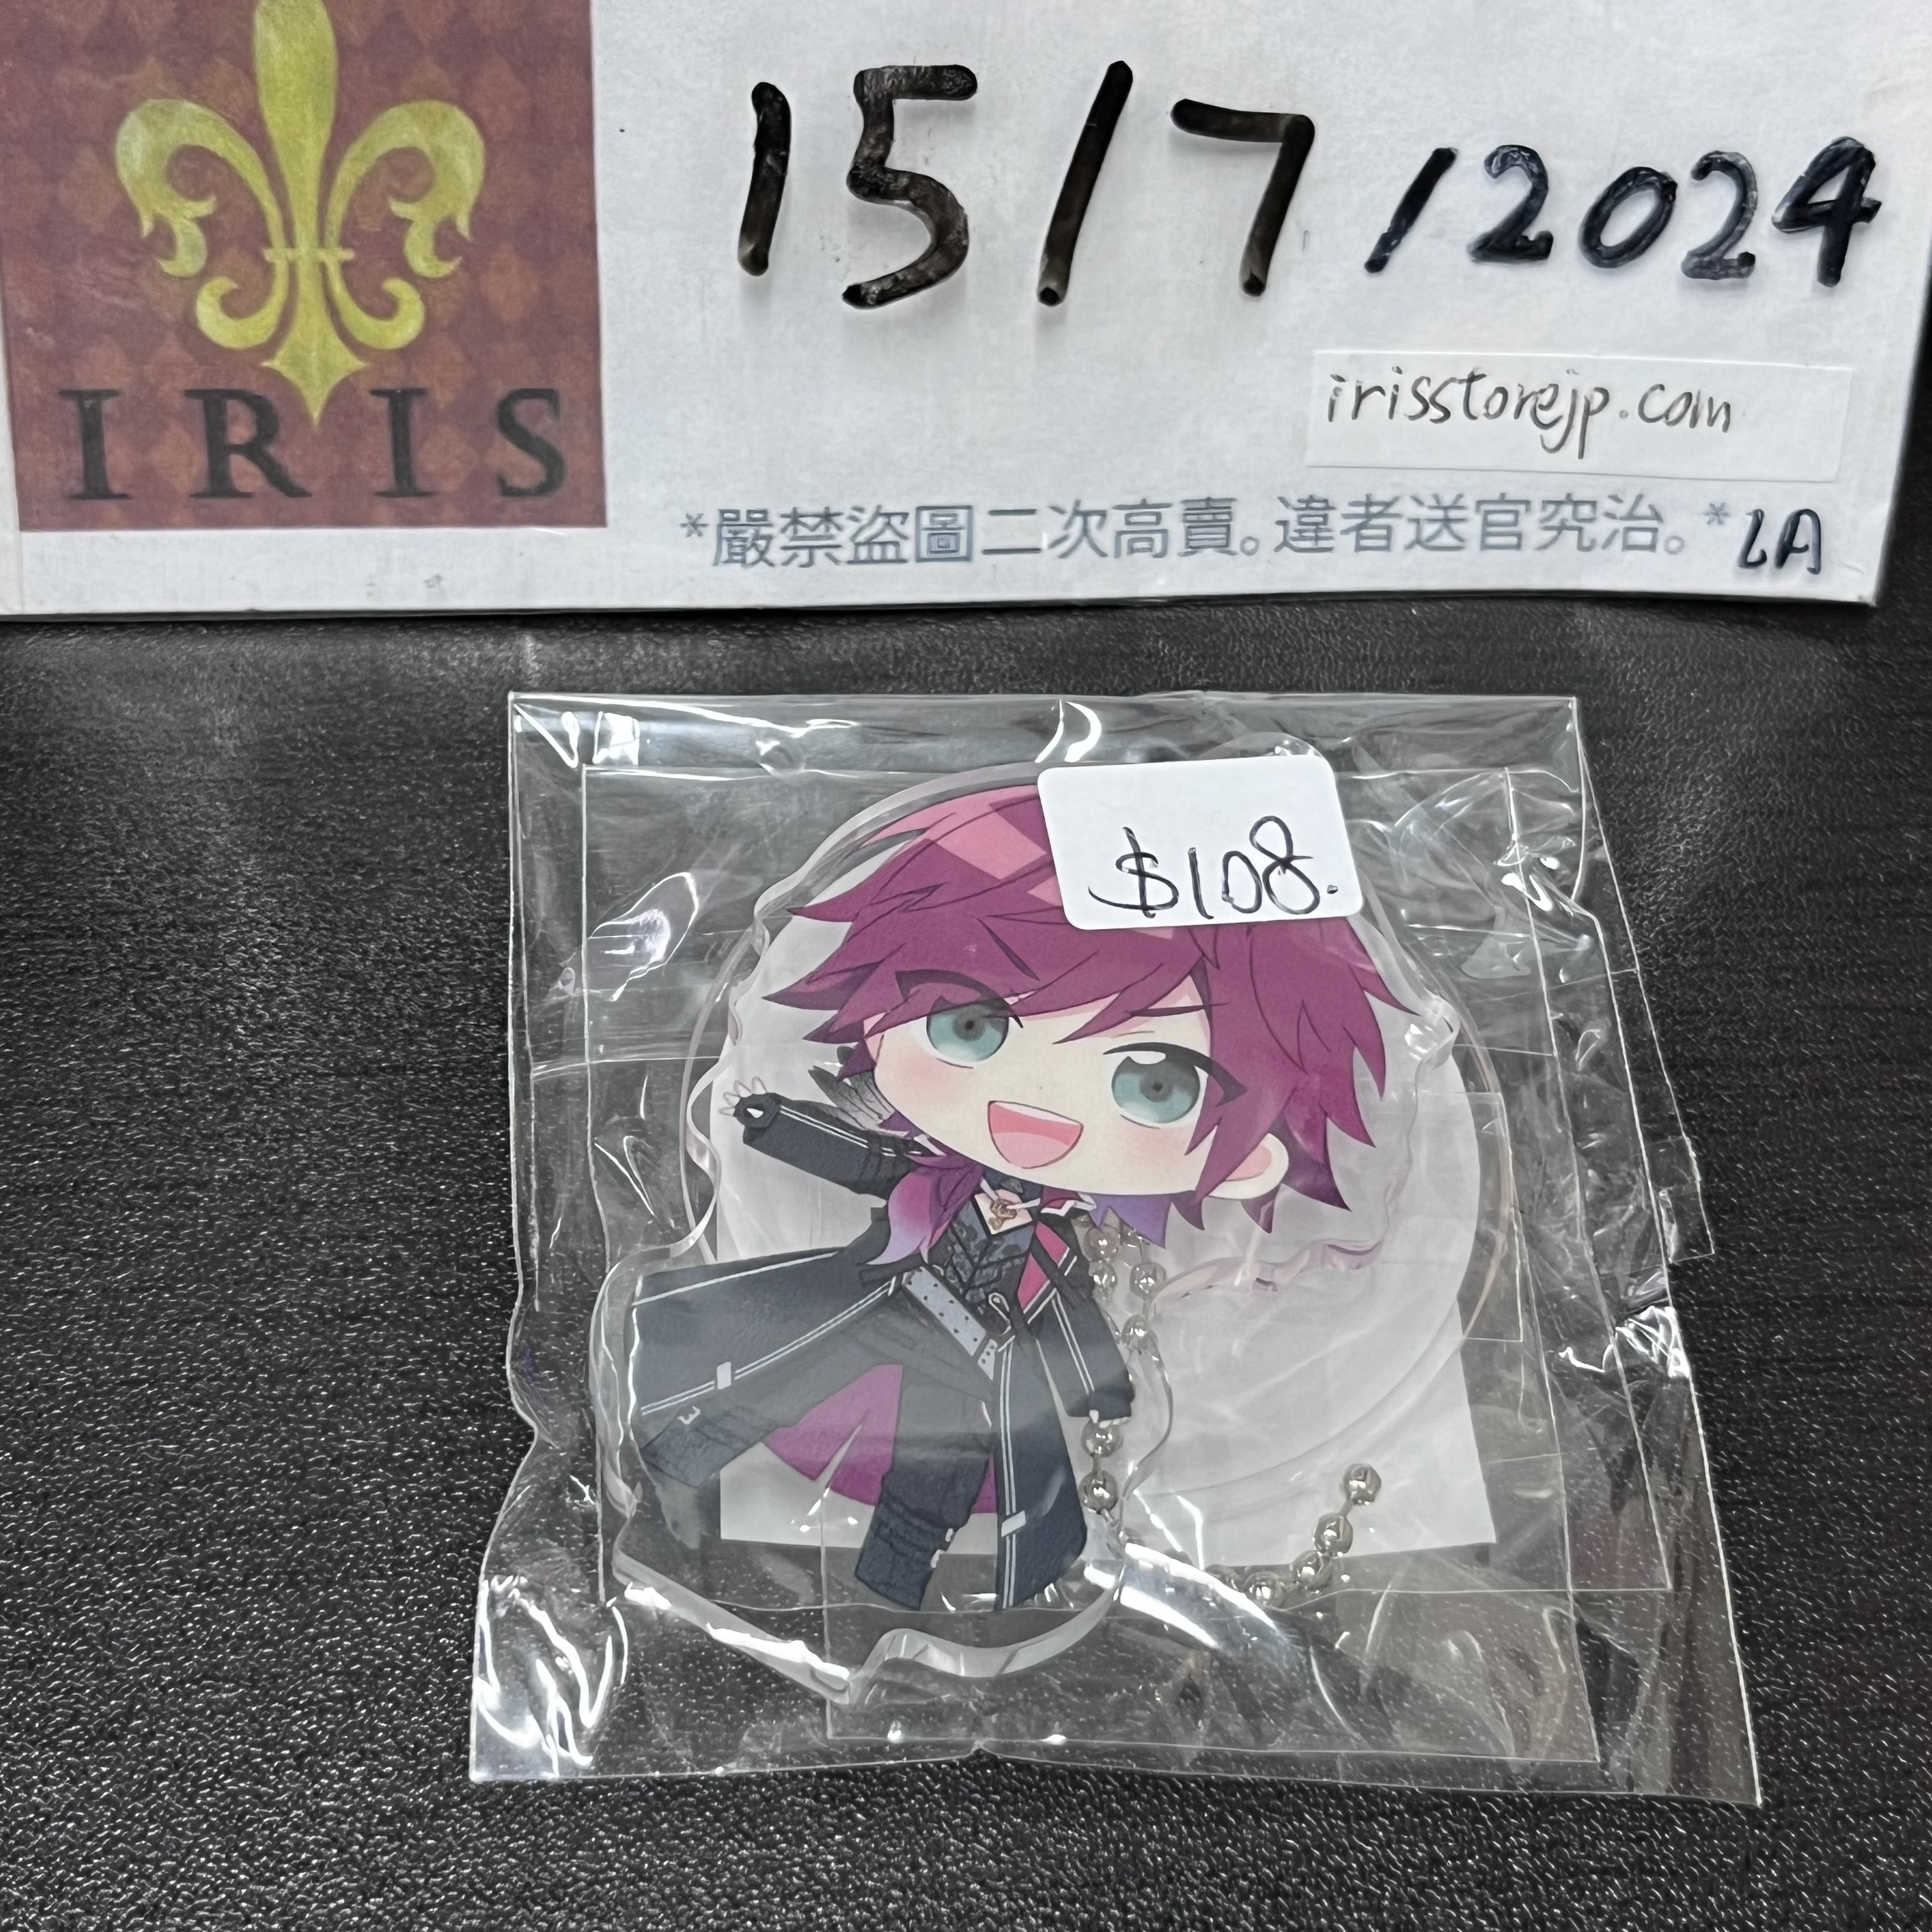 15/7/2024
IRIS
irisstorejp.com
*嚴禁盜圖二次高賣。違者送官究治。* LA
$108.